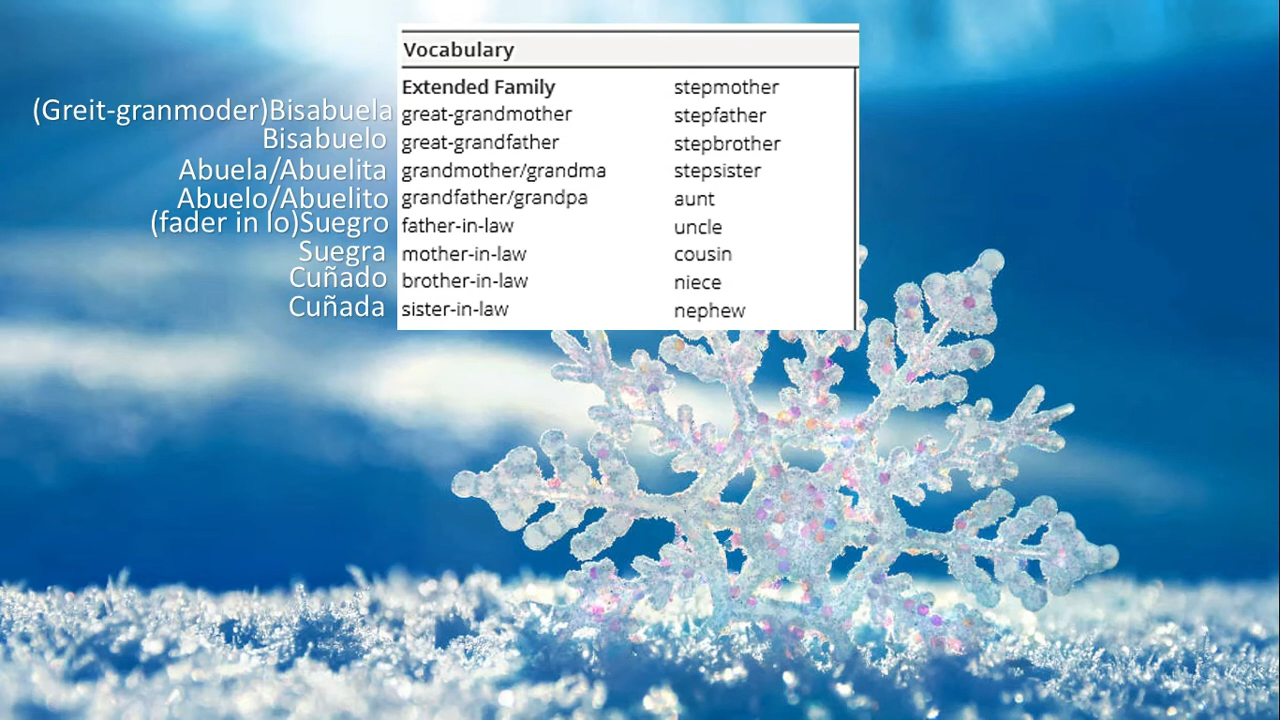 Vocabulary
Extended Family
(Greit-granmoder)Bisabuela great-grandmother
Bisabuelo great-grandfather
Abuela/Abuelita grandmother/grandma
Abuelo/Abuelito grandfather/grandpa
(fader in lo)Suegro father-in-law
Suegra mother-in-law
Cuñado brother-in-law
Cuñada sister-in-law
stepmother
stepfather
stepbrother
stepsister
aunt
uncle
cousin
niece
nephew